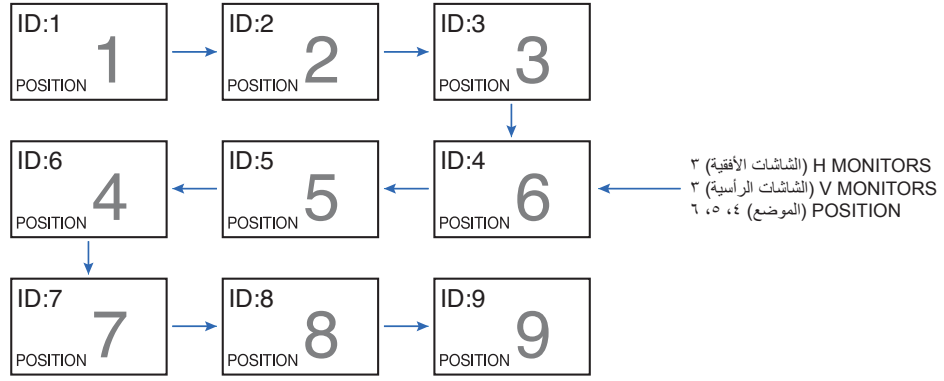 ID:1
1
POSITION
ID:2
2
POSITION
ID:3
3
POSITION
ID:6
4
POSITION
ID:5
5
POSITION
ID:4
6
POSITION
H MONITORS (الشاشات الأفقية) ٣
V MONITORS (الشاشات الرأسية) ٣
POSITION (الموضع) ٤، ٥، ٦
ID:7
7
POSITION
ID:8
8
POSITION
ID:9
9
POSITION